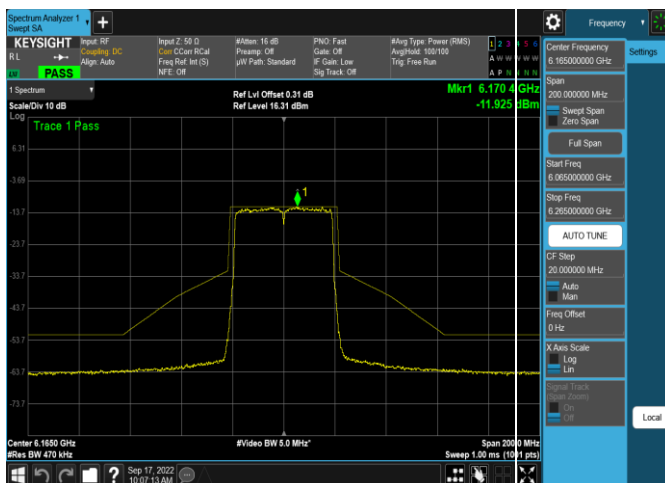 Spectrum Analyzer 1
Swept SA
Frequency
KEYSIGHT
R L
LXI
PASS
Input: RF
Coupling: DC
Align: Auto
Input Z: 50 Ω
Corr CCorr RCal
Freq Ref: Int (S)
NFE: Off
#Atten: 16 dB
Preamp: Off
µW Path: Standard
PNO: Fast
Gate: Off
IF Gain: Low
Sig Track: Off
#Avg Type: Power (RMS)
Avg|Hold: 100/100
Trig: Free Run
1 2 3 4 5 6
A W W W W W
A P N N N N
1 Spectrum
Scale/Div 10 dB
Log
Ref Lvl Offset 0.31 dB
Ref Level 16.31 dBm
Mkr1 6.170 4 GHz
-11.925 dBm
Trace 1 Pass
6.31
-3.69
-13.7
-23.7
-33.7
-43.7
-53.7
-63.7
-73.7
1
Center 6.1650 GHz
#Res BW 470 kHz
#Video BW 5.0 MHz*
Span 200.0 MHz
Sweep 1.00 ms (1001 pts)
Sep 17, 2022
10:07:13 AM
Center Frequency
6.165000000 GHz
Span
200.000000 MHz
Swept Span
Zero Span
Full Span
Start Freq
6.065000000 GHz
Stop Freq
6.265000000 GHz
AUTO TUNE
CF Step
20.000000 MHz
Auto
Man
Freq Offset
0 Hz
X Axis Scale
Log
Lin
Signal Track
(Span Zoom)
On
Off
Settings
Local